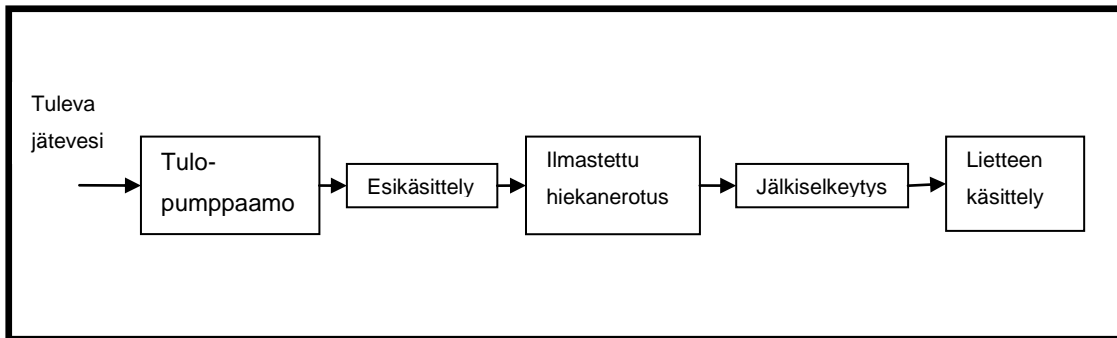 Tuleva
jätevesi
Tulo-
pumppaamo
Esikäsittely
Ilmastettu
hiekanerotus
Jälkiselkeytys
Lietteen
käsittely